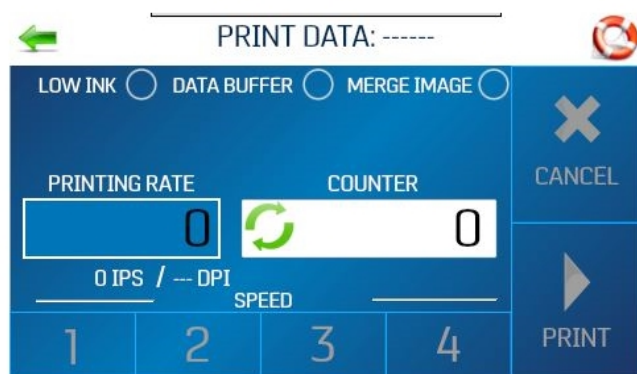 PRINT DATA: ------
LOW INK DATA BUFFER MERGE IMAGE
CANCEL
PRINTING RATE COUNTER
0 0
0 IPS / --- DPI
SPEED
1 2 3 4
PRINT